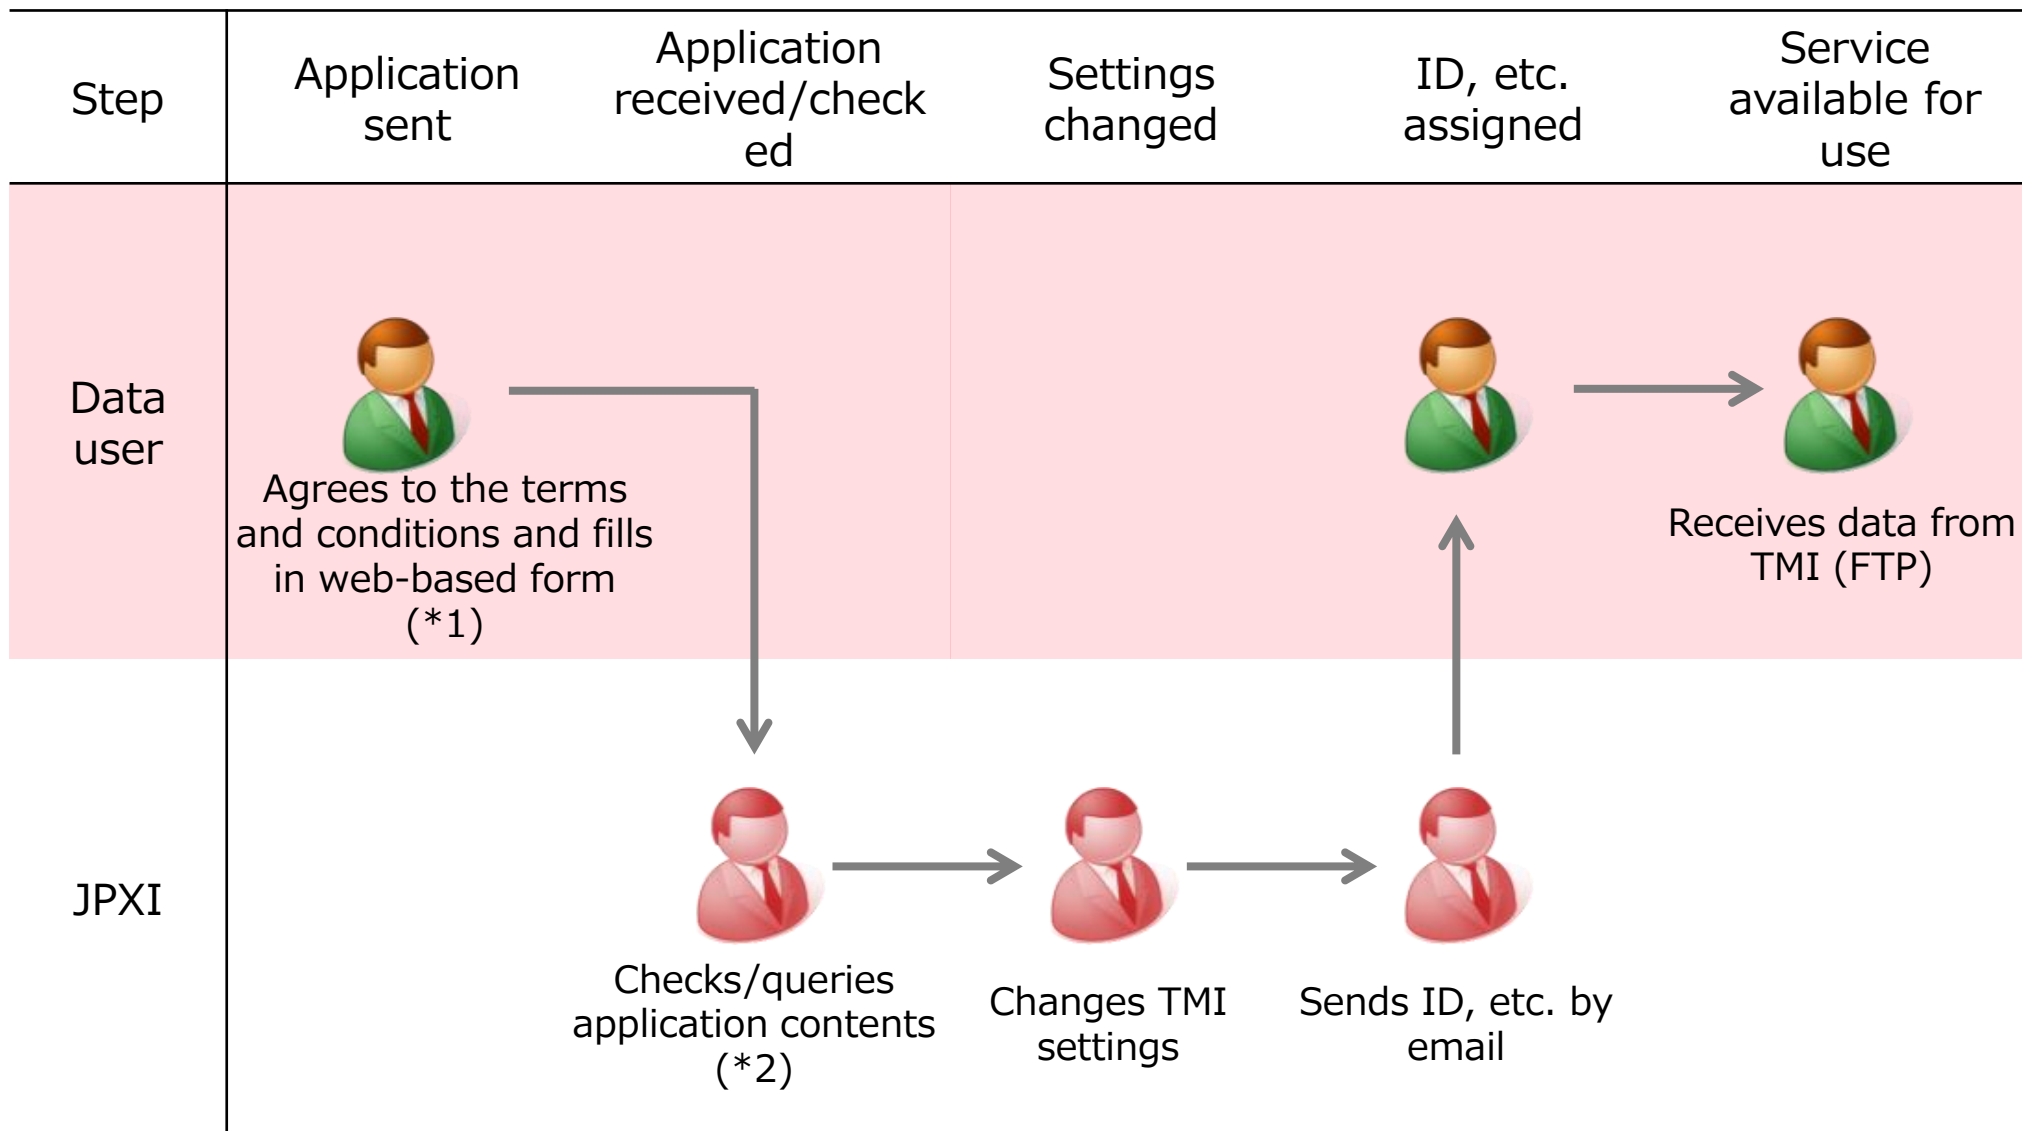 Step
Application
sent
Application
received/check
ed
Settings
changed
ID, etc.
assigned
Service
available for
use
Data
user
Agrees to the terms
and conditions and fills
in web-based form
(*1)
Receives data from
TMI (FTP)
JPXI
Checks/queries
application contents
(*2)
Changes TMI
settings
Sends ID, etc. by
email